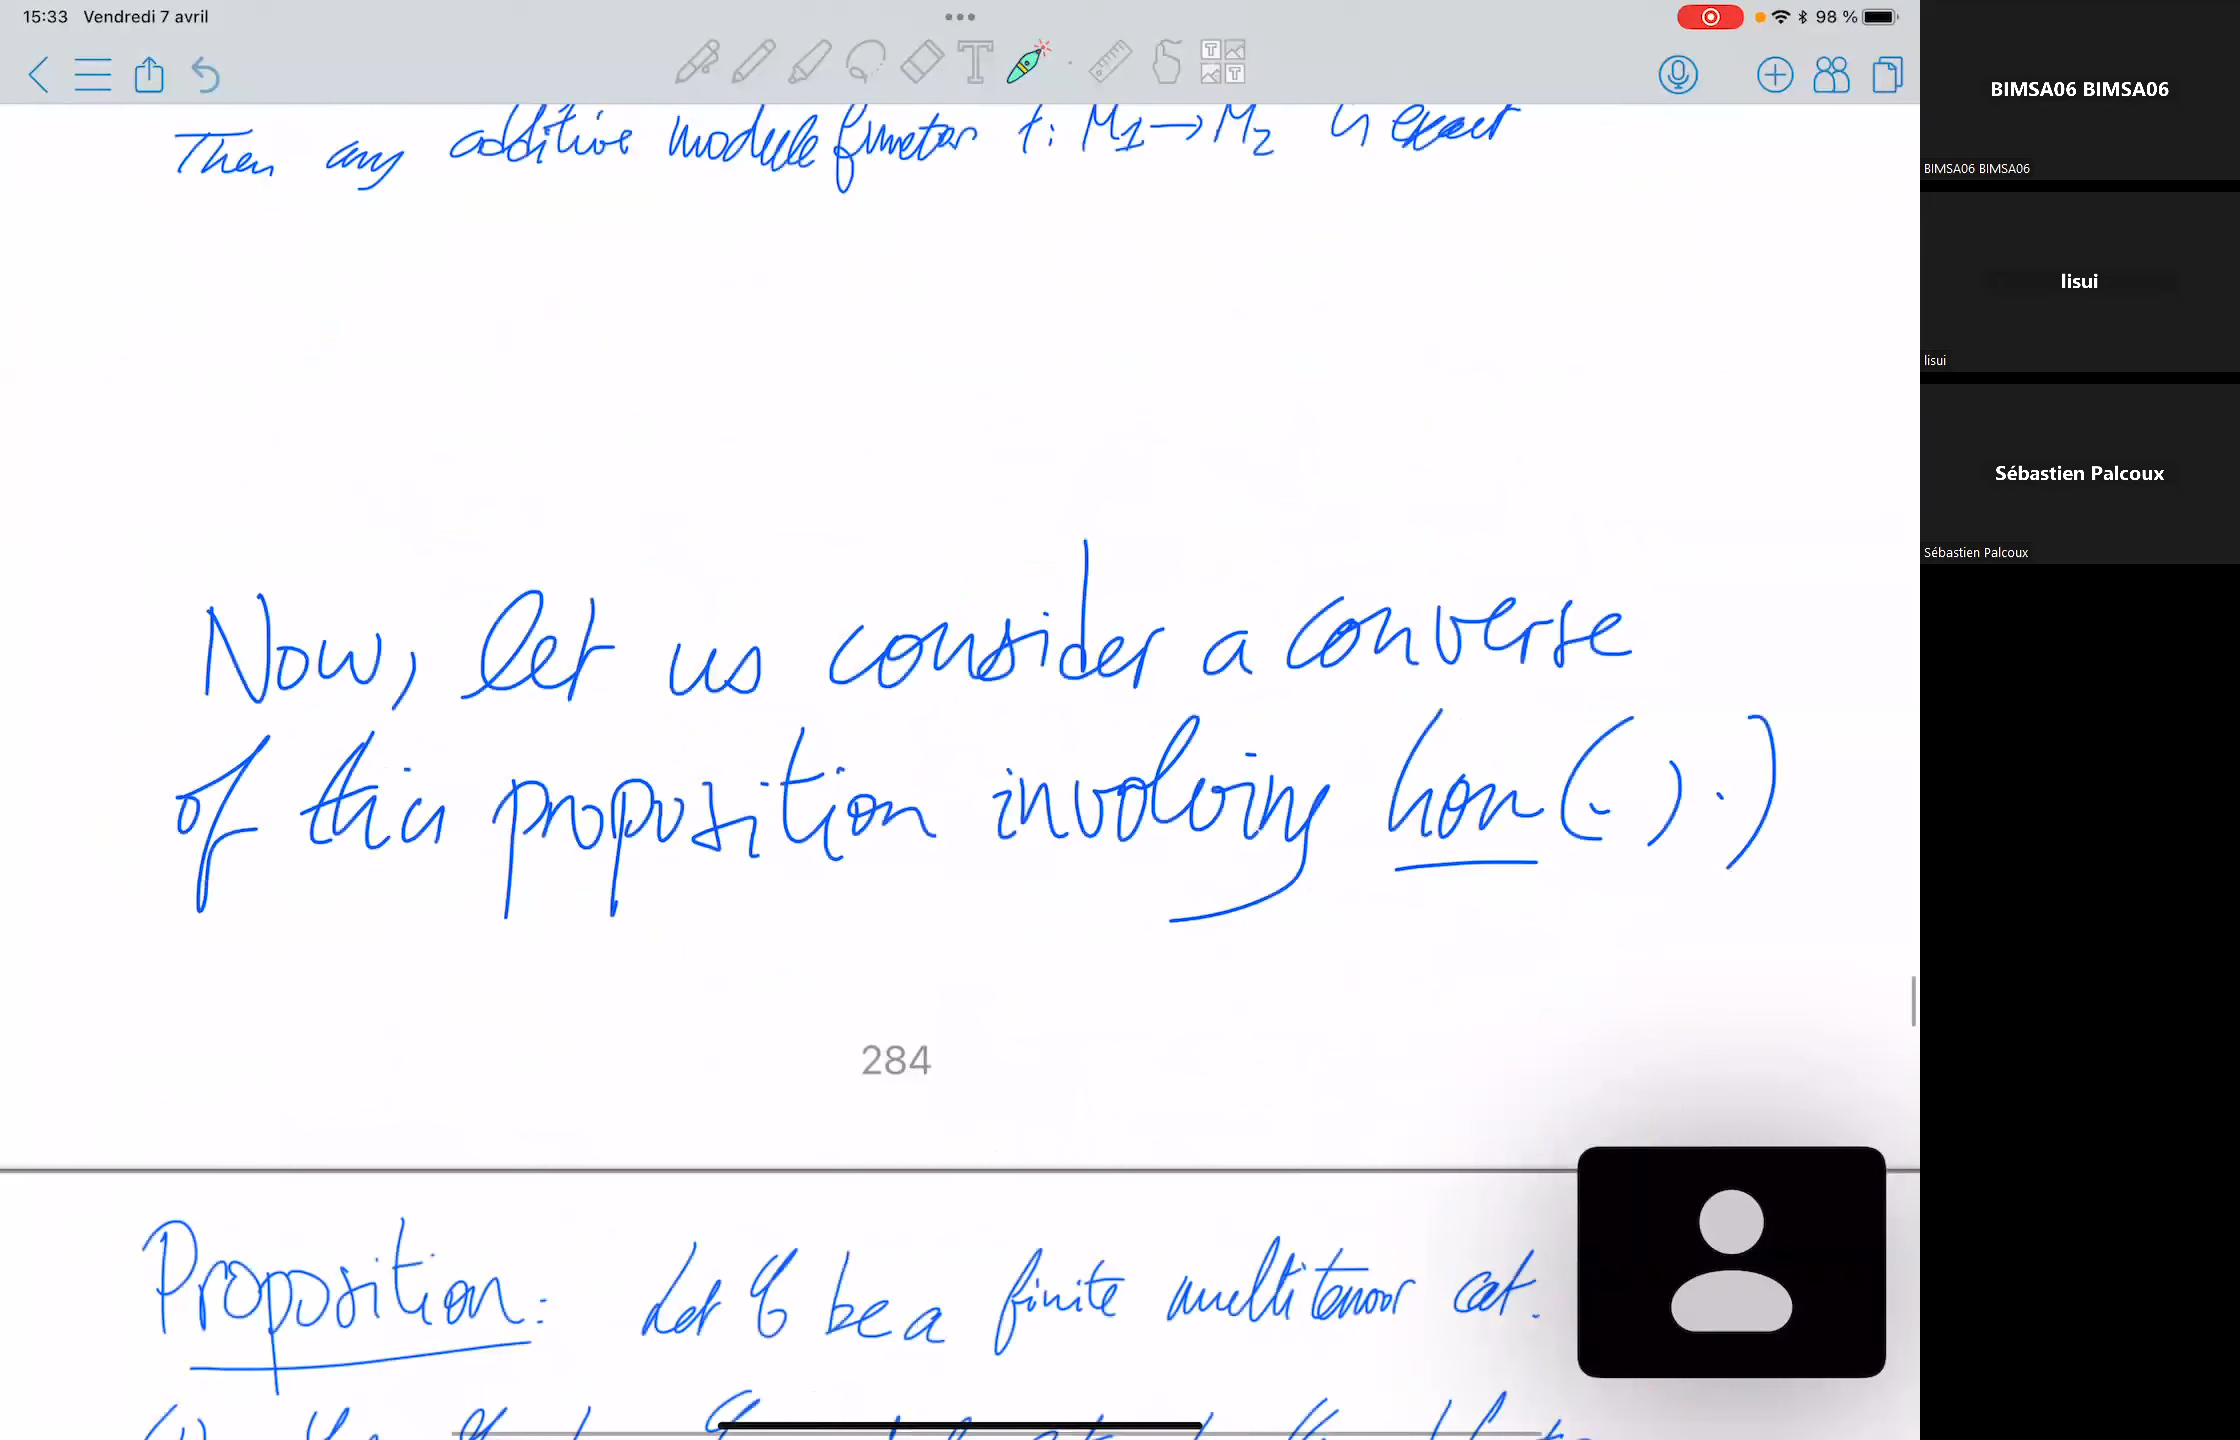 15:33 Vendredi 7 avril
98 %
Then any additive module functor F: M1 → M2 is exact
Now, let us consider a converse
of this proposition involving hom(·,·)
284
Proposition: Let C be a finite multitensor cat.
BIMSA06 BIMSA06
BIMSA06 BIMSA06
lisui
lisui
Sébastien Palcoux
Sébastien Palcoux